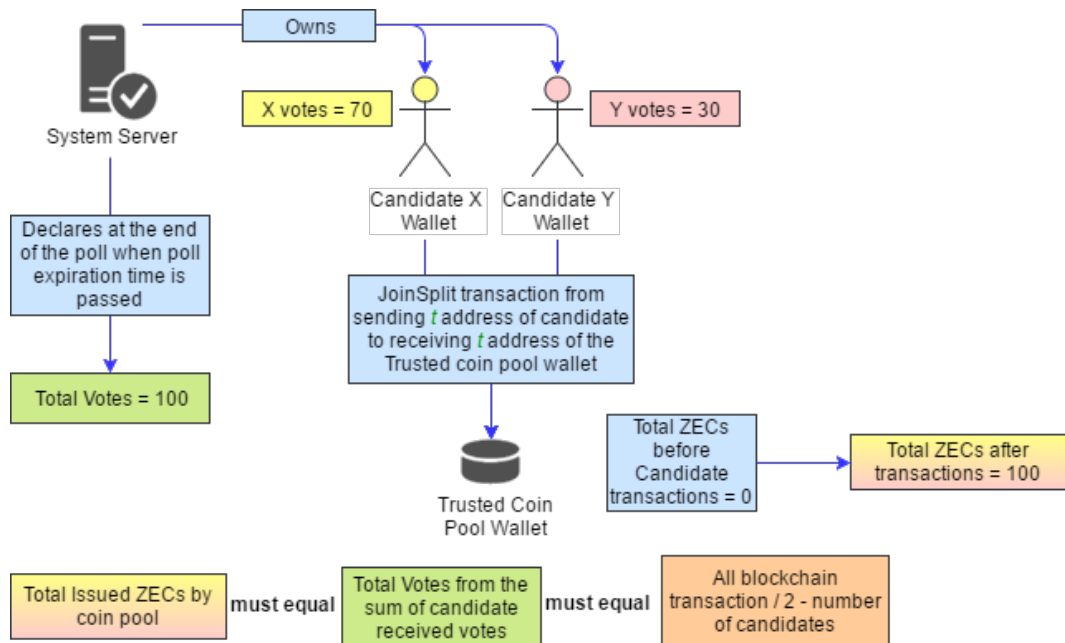 Owns
X votes = 70
Y votes = 30
System Server
Candidate X
Wallet
Candidate Y
Wallet
Declares at the end
of the poll when poll
expiration time is
passed
JoinSplit transaction from
sending t address of candidate
to receiving t address of the
Trusted coin pool wallet
Total Votes = 100
Total ZECs
before
Candidate
transactions = 0
Total ZECs after
transactions = 100
Trusted Coin
Pool Wallet
Total Issued ZECs by
coin pool
must equal
Total Votes from the
sum of candidate
received votes
must equal
All blockchain
transaction / 2 - number
of candidates